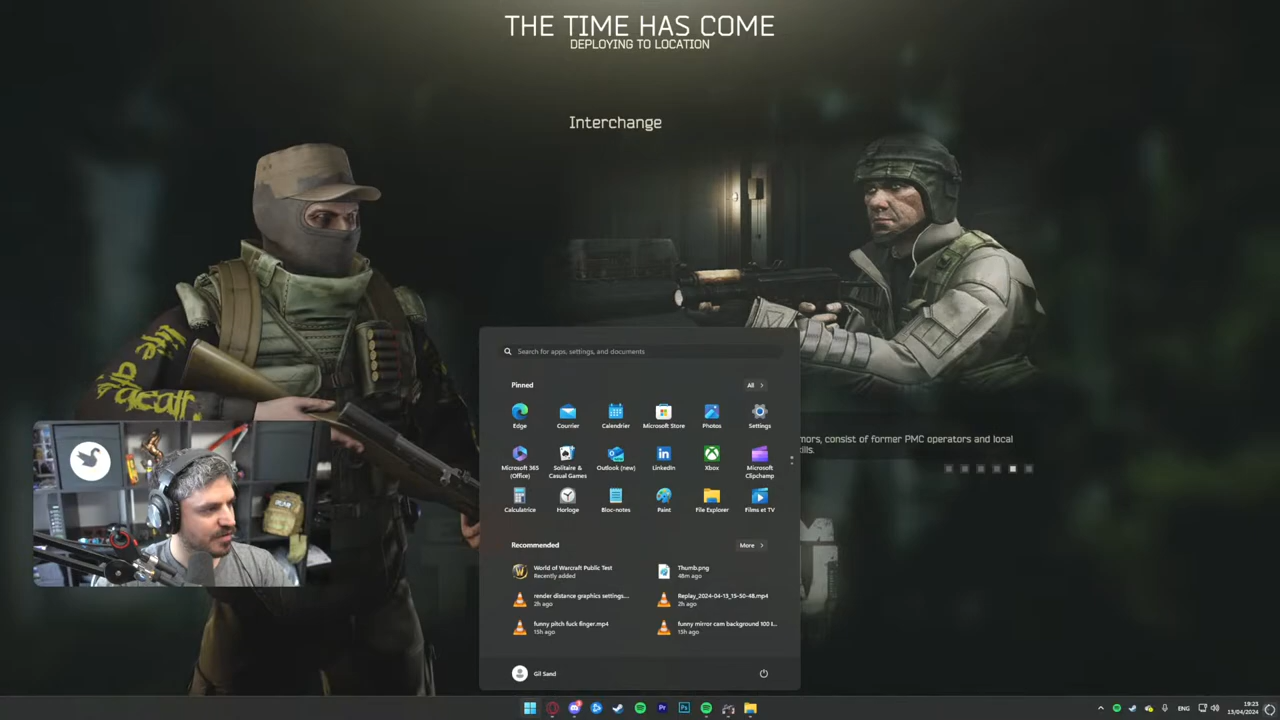 THE TIME HAS COME
DEPLOYING TO LOCATION
Interchange
Search for apps, settings, and documents
Pinned
All
Edge
Courrier
Calendrier
Microsoft Store
Photos
Settings
mors, consist of former PMC operators and local
kills.
Microsoft 365
(Office)
Solitaire &
Casual Games
Outlook (new)
LinkedIn
Xbox
Microsoft
Clipchamp
Calculatrice
Horloge
Bloc-notes
Paint
File Explorer
Films et TV
Recommended
More
World of Warcraft Public Test
Recently added
Thumb.png
48m ago
render distance graphics settings...
2h ago
Replay_2024-04-13_15-50-48.mp4
2h ago
funny pitch fuck finger.mp4
15h ago
funny mirror cam background 100 l...
15h ago
Gil Sand
ENG
19:23
13/04/2024